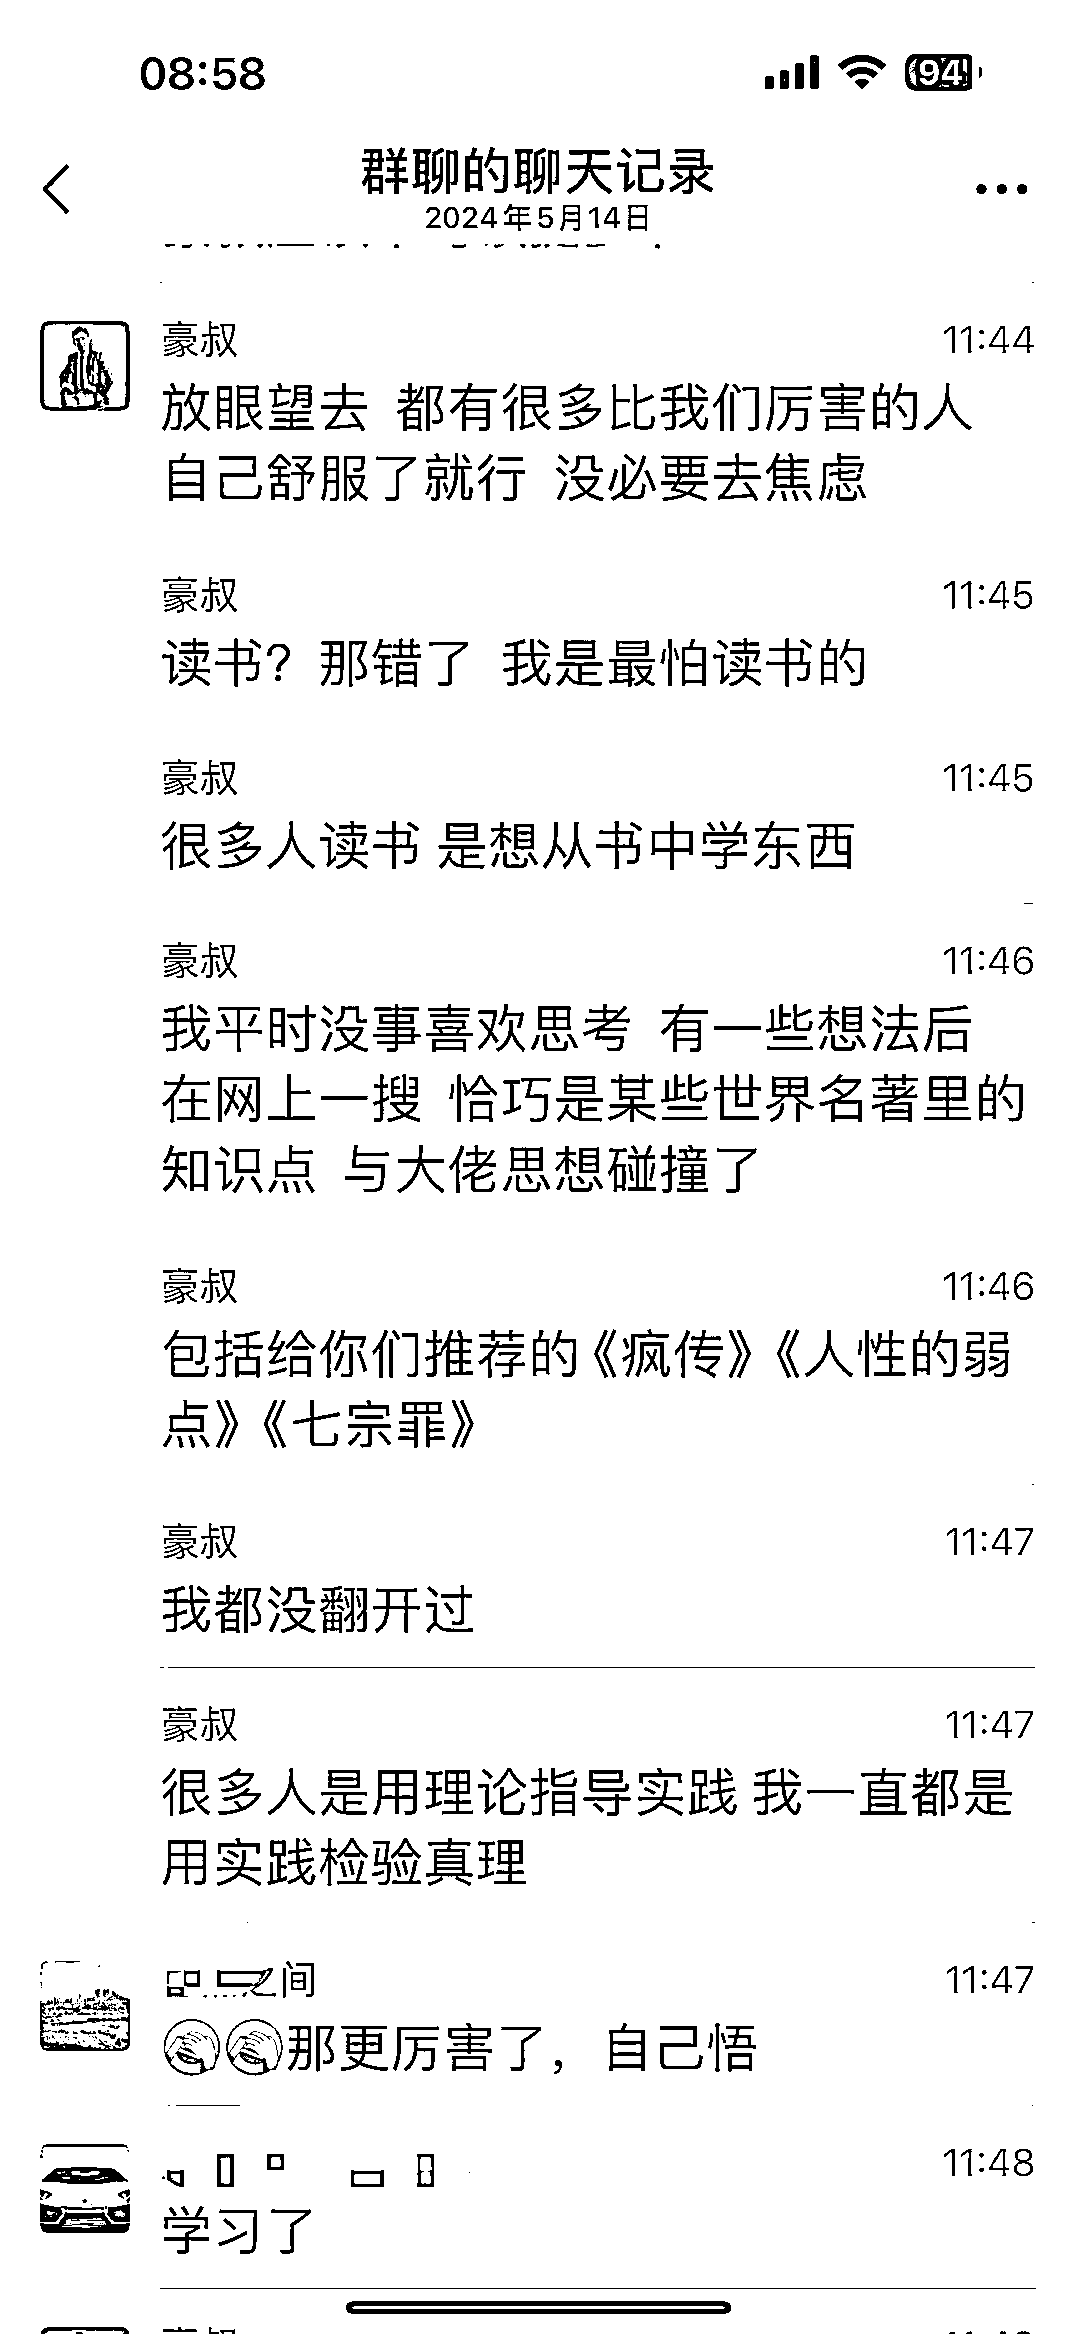 08:58
94
群聊的聊天记录
2024年5月14日
豪叔 11:44
放眼望去 都有很多比我们厉害的人
自己舒服了就行 没必要去焦虑
豪叔 11:45
读书？那错了 我是最怕读书的
豪叔 11:45
很多人读书 是想从书中学东西
豪叔 11:46
我平时没事喜欢思考 有一些想法后
在网上一搜 恰巧是某些世界名著里的
知识点 与大佬思想碰撞了
豪叔 11:46
包括给你们推荐的《疯传》《人性的弱
点》《七宗罪》
豪叔 11:47
我都没翻开过
豪叔 11:47
很多人是用理论指导实践 我一直都是
用实践检验真理
之间 11:47
那更厉害了，自己悟
11:48
学习了